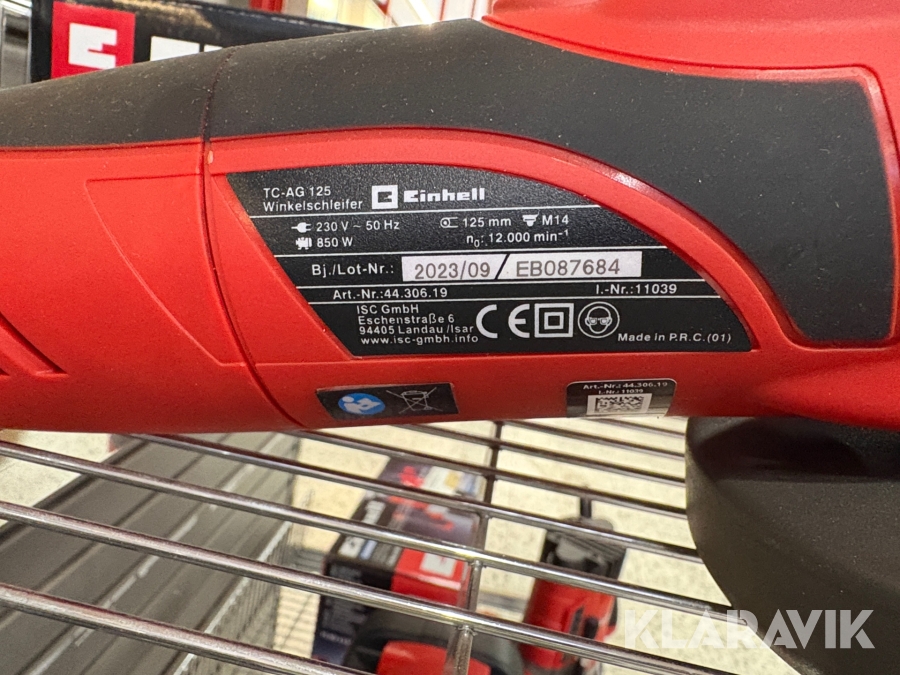 TC-AG 125
Winkelschleifer
Einhell
230 V ~ 50 Hz
125 mm
M14
850 W
n₀: 12.000 min⁻¹
Bj./Lot-Nr.: 2023/09 / EB087684
Art.-Nr.:44.306.19
I.-Nr.:11039
ISC GmbH
Eschenstraße 6
94405 Landau/Isar
www.isc-gmbh.info
CE
Made in P.R.C.(01)
Art.-Nr.: 44.306.19
I.-Nr.: 11039
KLARAVIK